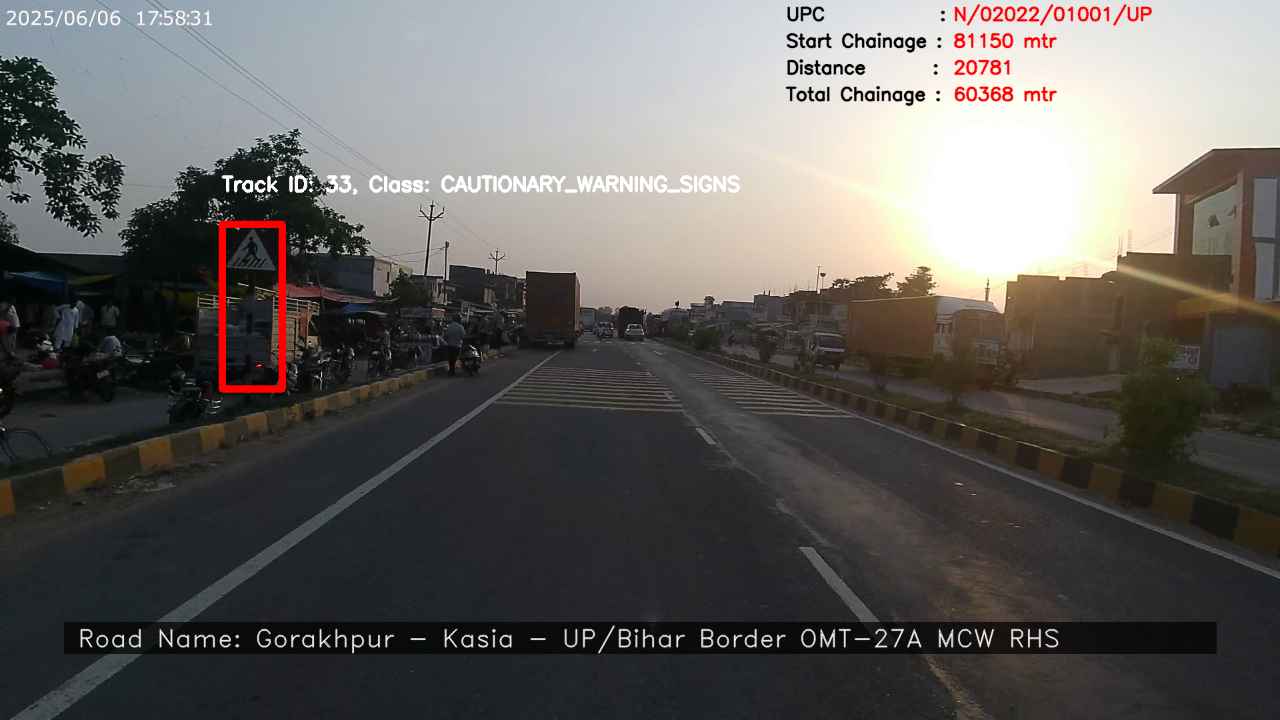 2025/06/06 17:58:31
UPC : N/02022/01001/UP
Start Chainage : 81150 mtr
Distance : 20781
Total Chainage : 60368 mtr
Track ID: 33, Class: CAUTIONARY_WARNING_SIGNS
Road Name: Gorakhpur - Kasia - UP/Bihar Border OMT-27A MCW RHS